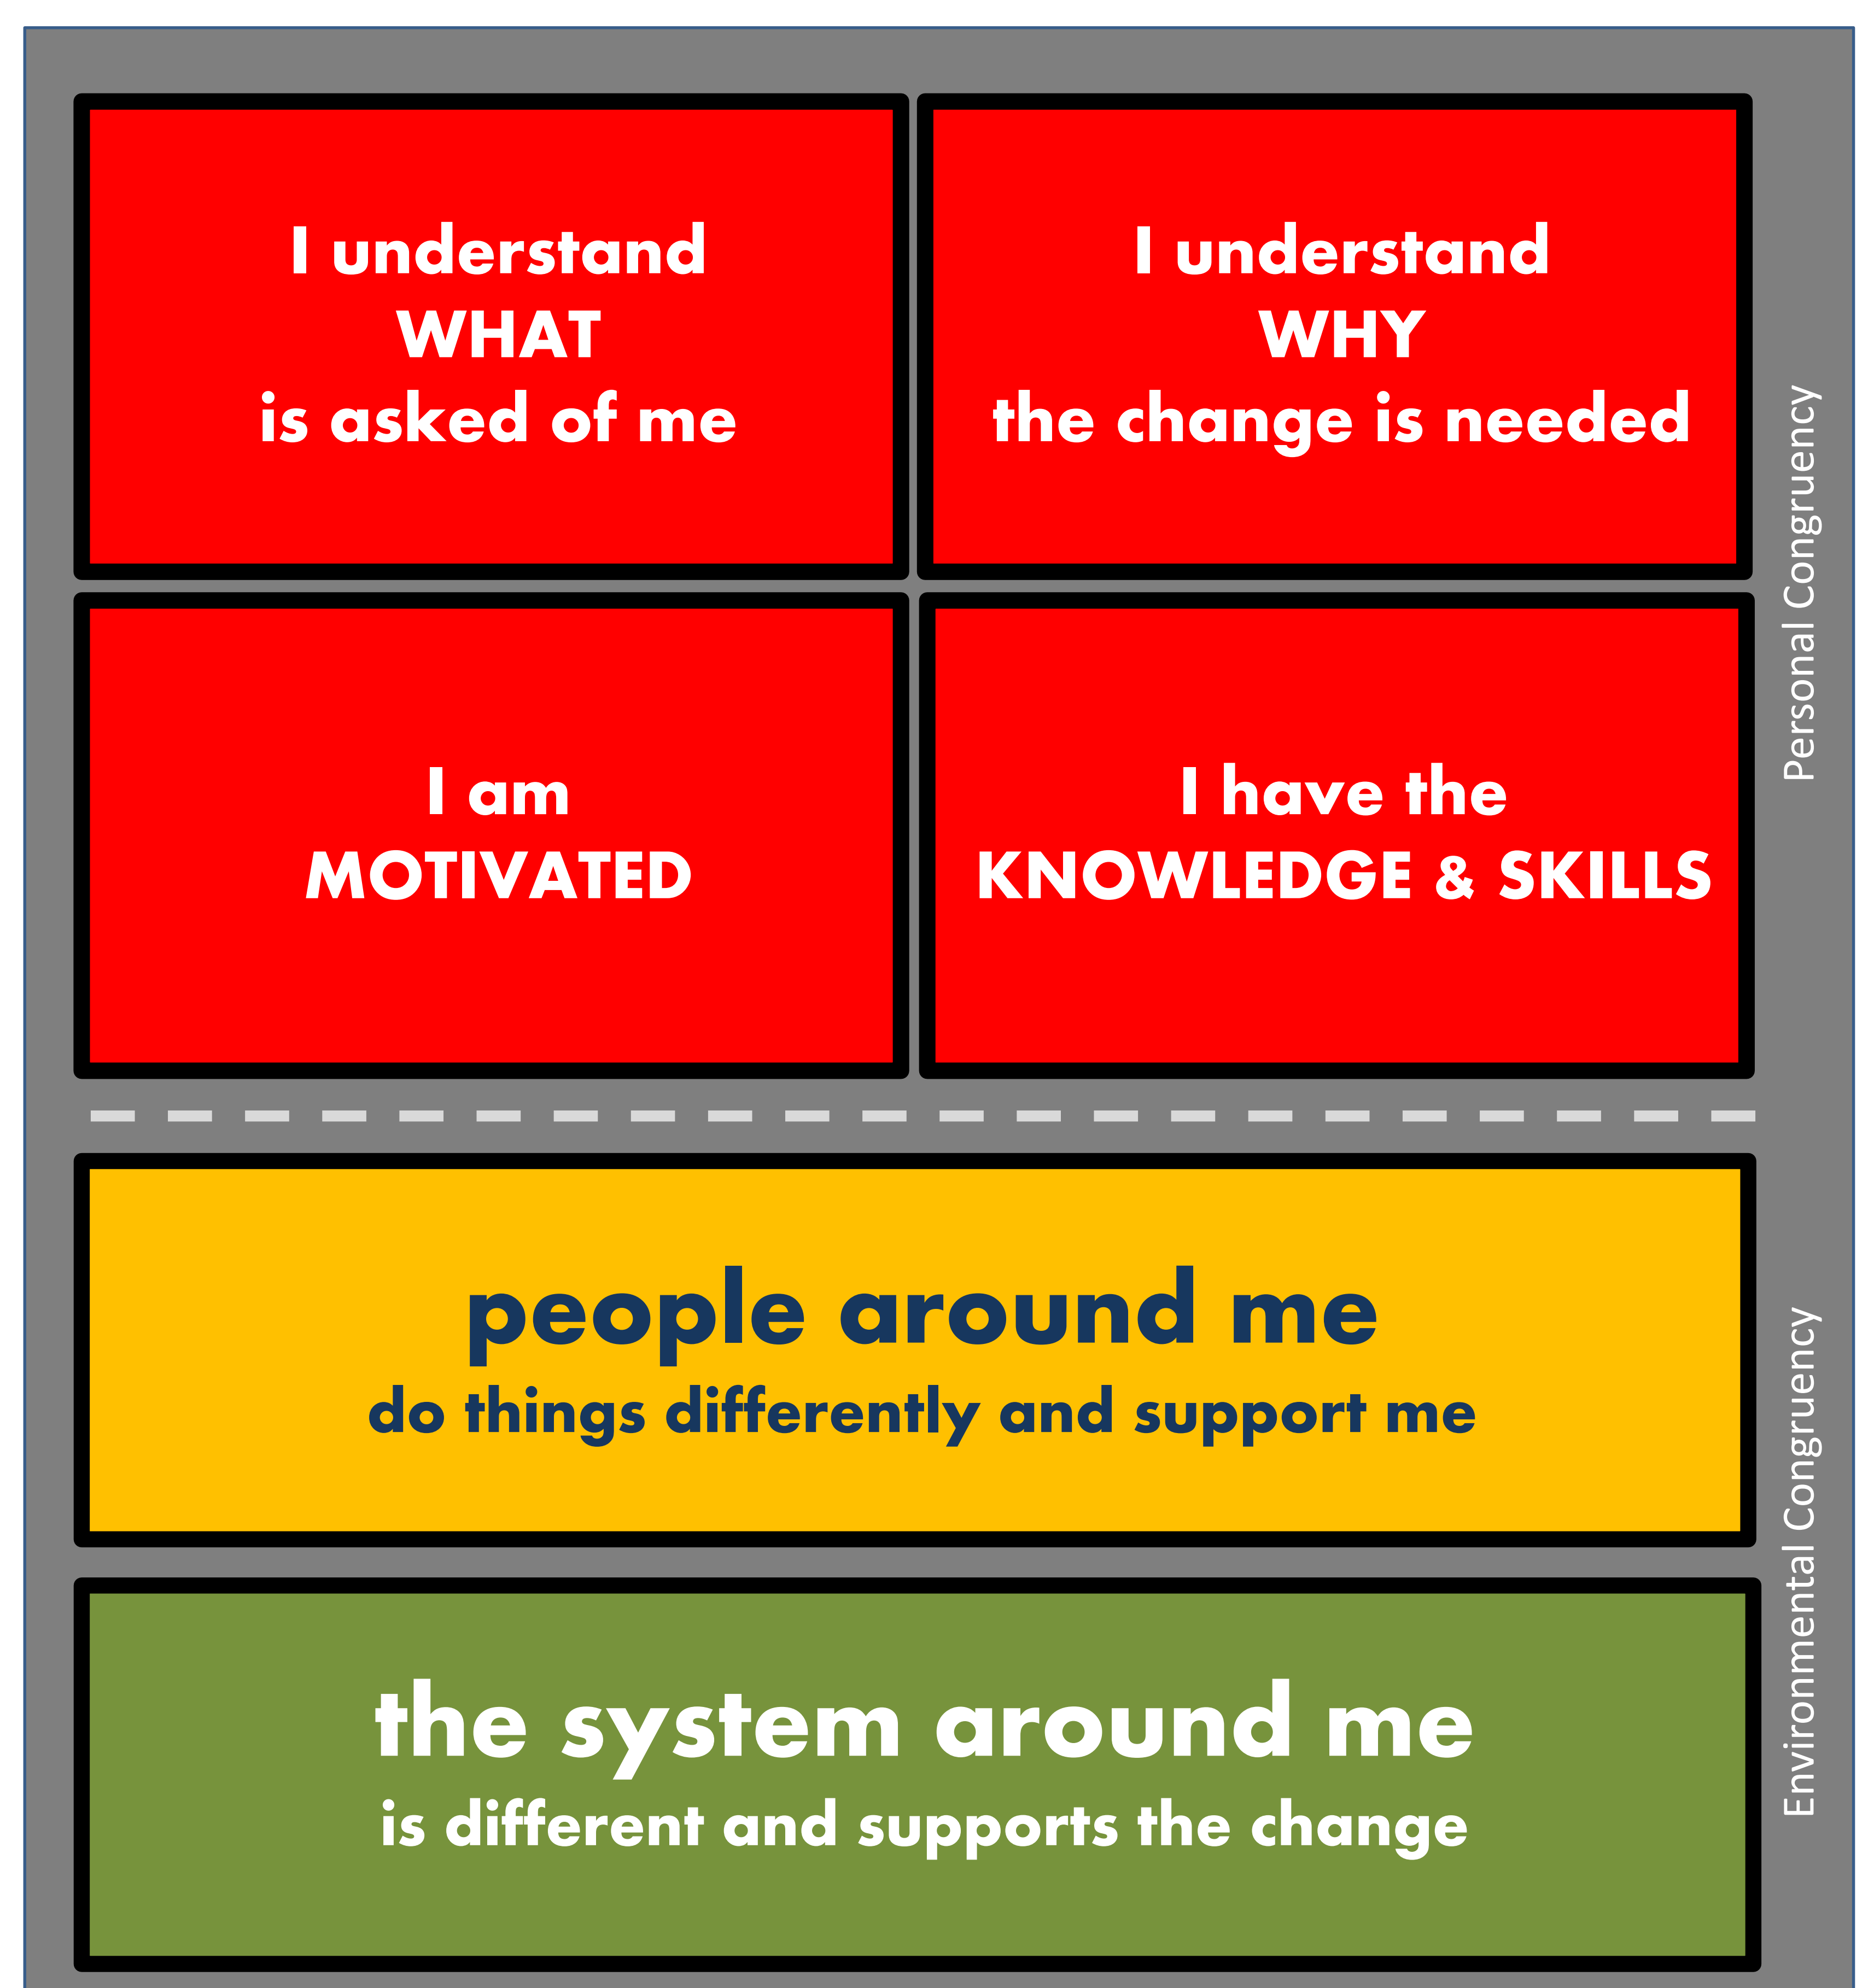 I understand
WHAT
is asked of me
I understand
WHY
the change is needed
I am
MOTIVATED
I have the
KNOWLEDGE & SKILLS
Personal Congruency
people around me
do things differently and support me
the system around me
is different and supports the change
Environmental Congruency